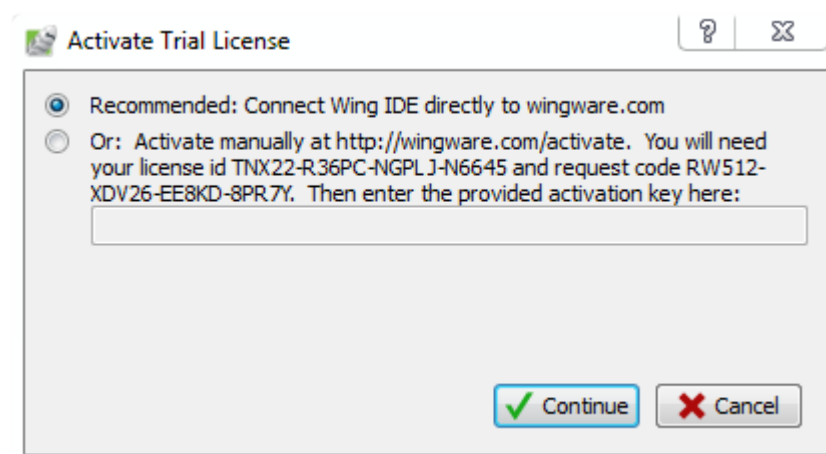 Activate Trial License
Recommended: Connect Wing IDE directly to wingware.com
Or: Activate manually at http://wingware.com/activate. You will need
your license id TNX22-R36PC-NGPLJ-N6645 and request code RW512-
XDV26-EE8KD-8PR7Y. Then enter the provided activation key here:
Continue
Cancel